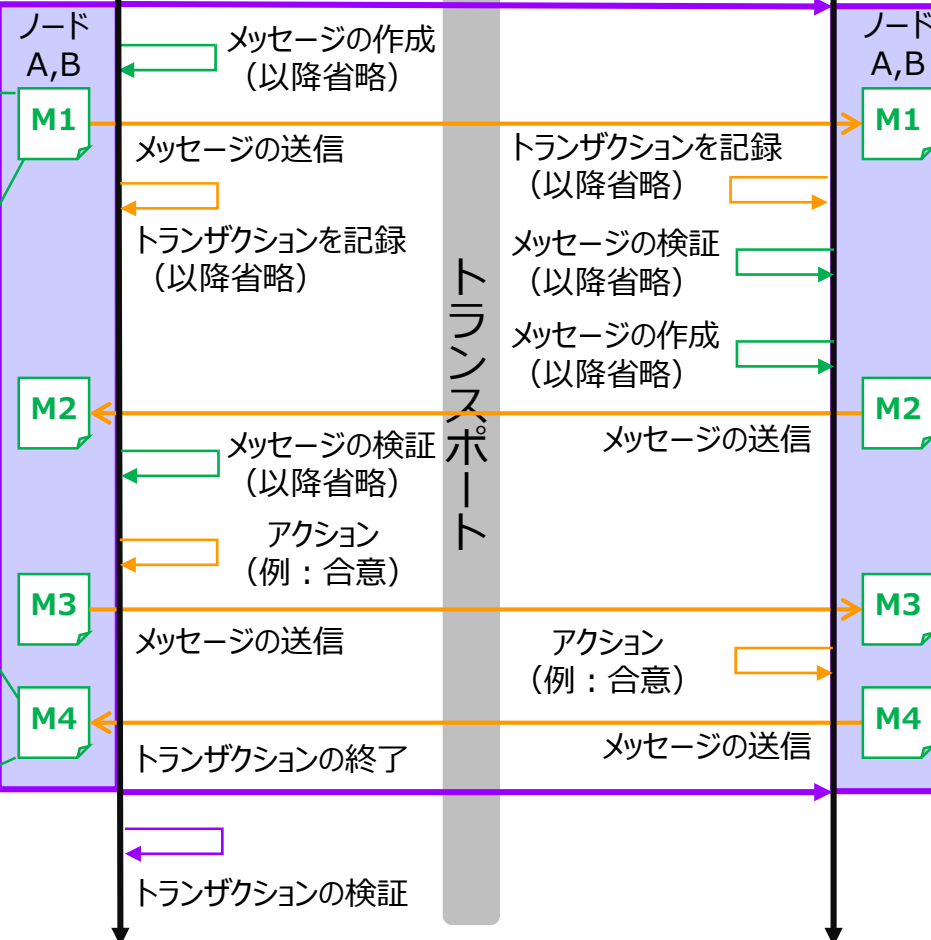 ノード
A,B
ノード
A,B
メッセージの作成
（以降省略）
M1
M1
メッセージの送信
トランザクションを記録
（以降省略）
トランザクションを記録
（以降省略）
メッセージの検証
（以降省略）
トランスポート
メッセージの作成
（以降省略）
M2
M2
メッセージの送信
メッセージの検証
（以降省略）
アクション
（例：合意）
M3
M3
メッセージの送信
アクション
（例：合意）
M4
M4
メッセージの送信
トランザクションの終了
トランザクションの検証